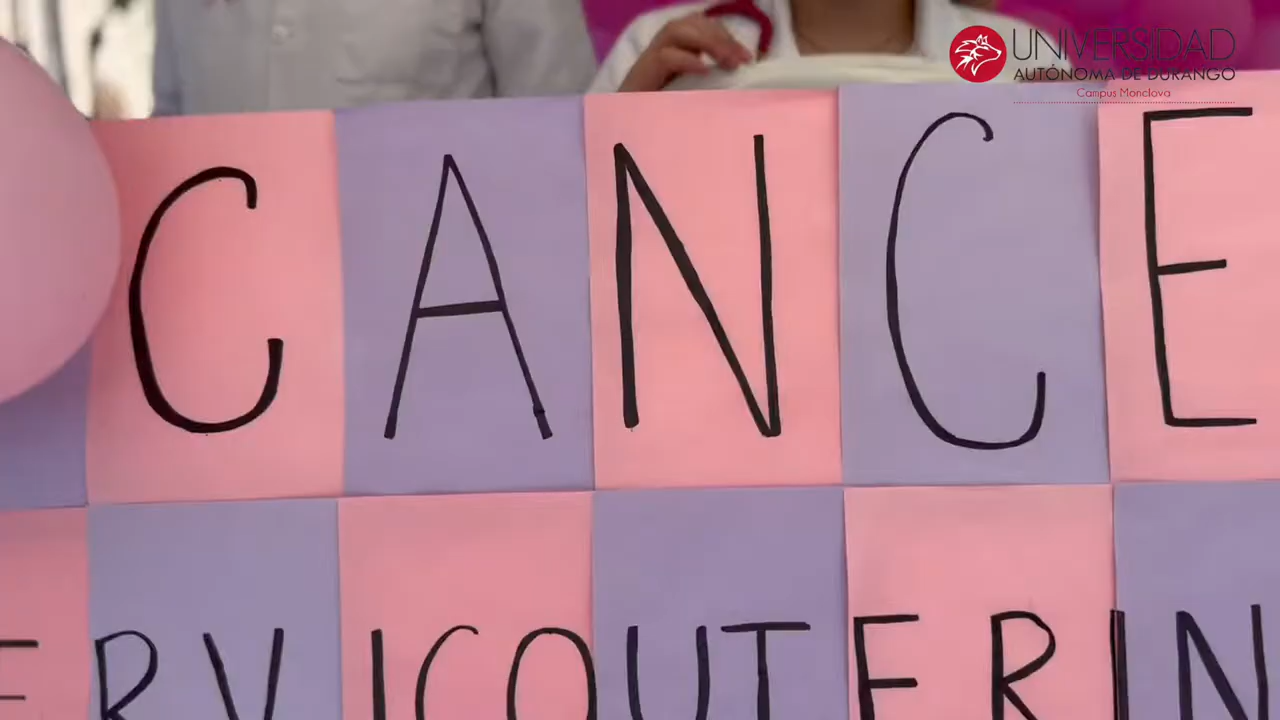 UNIVERSIDAD
AUTÓNOMA DE DURANGO
Campus Monclova
CANCE
ERVICOUTERIN